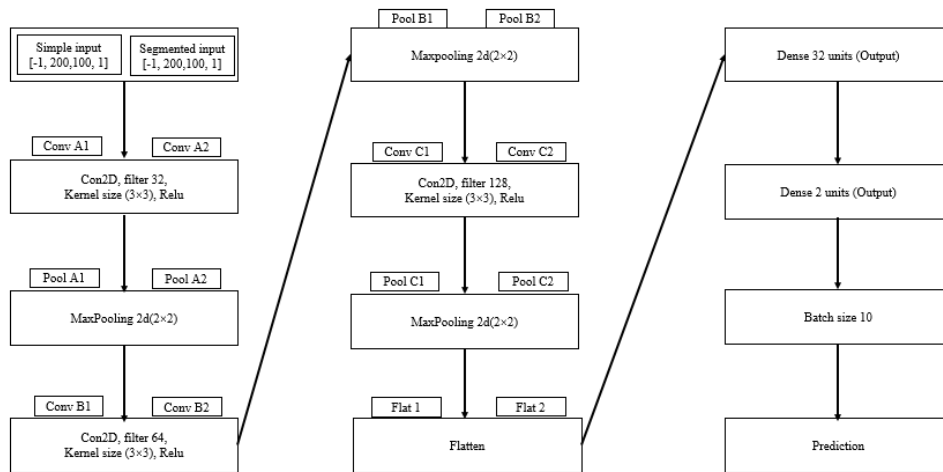 Simple input
[-1, 200,100, 1]
Segmented input
[-1, 200,100, 1]
Conv A1
Conv A2
Con2D, filter 32,
Kernel size (3×3), Relu
Pool A1
Pool A2
MaxPooling 2d(2×2)
Conv B1
Conv B2
Con2D, filter 64,
Kernel size (3×3), Relu
Pool B1
Pool B2
Maxpooling 2d(2×2)
Conv C1
Conv C2
Con2D, filter 128,
Kernel size (3×3), Relu
Pool C1
Pool C2
MaxPooling 2d(2×2)
Flat 1
Flat 2
Flatten
Dense 32 units (Output)
Dense 2 units (Output)
Batch size 10
Prediction